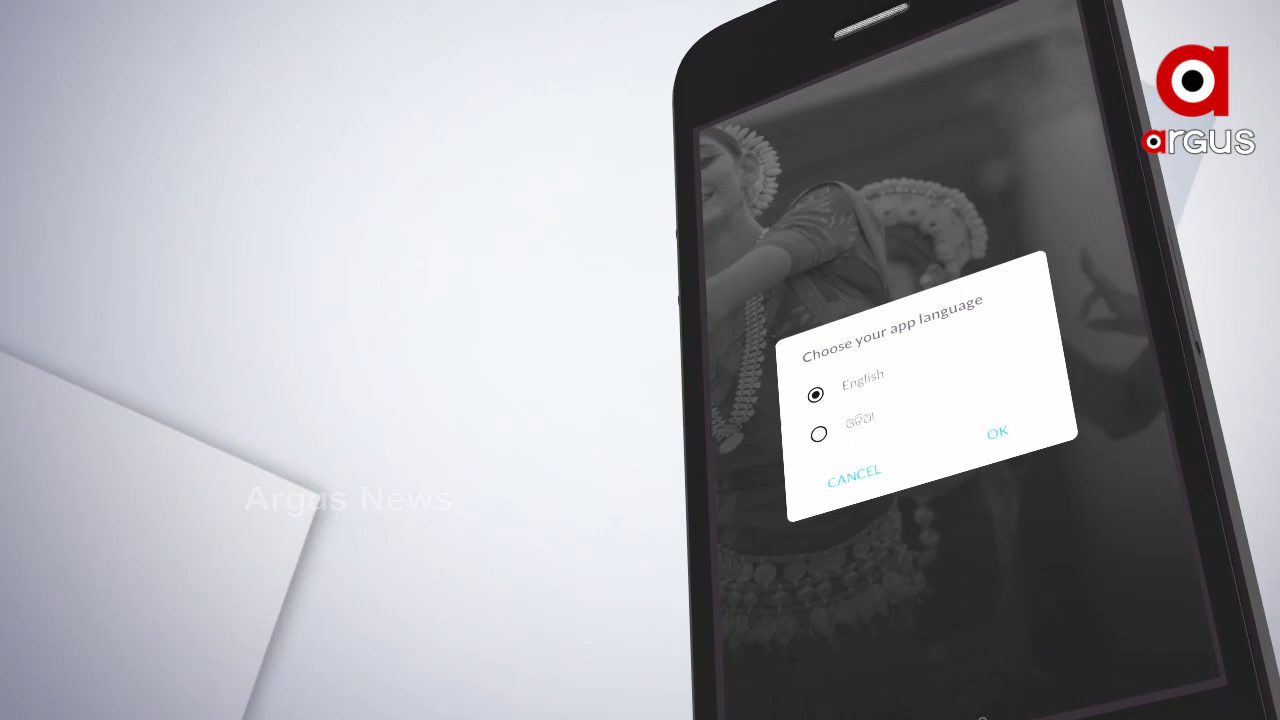 argus
Choose your app language
English
ଓଡ଼ିଆ
OK
CANCEL
Argus News